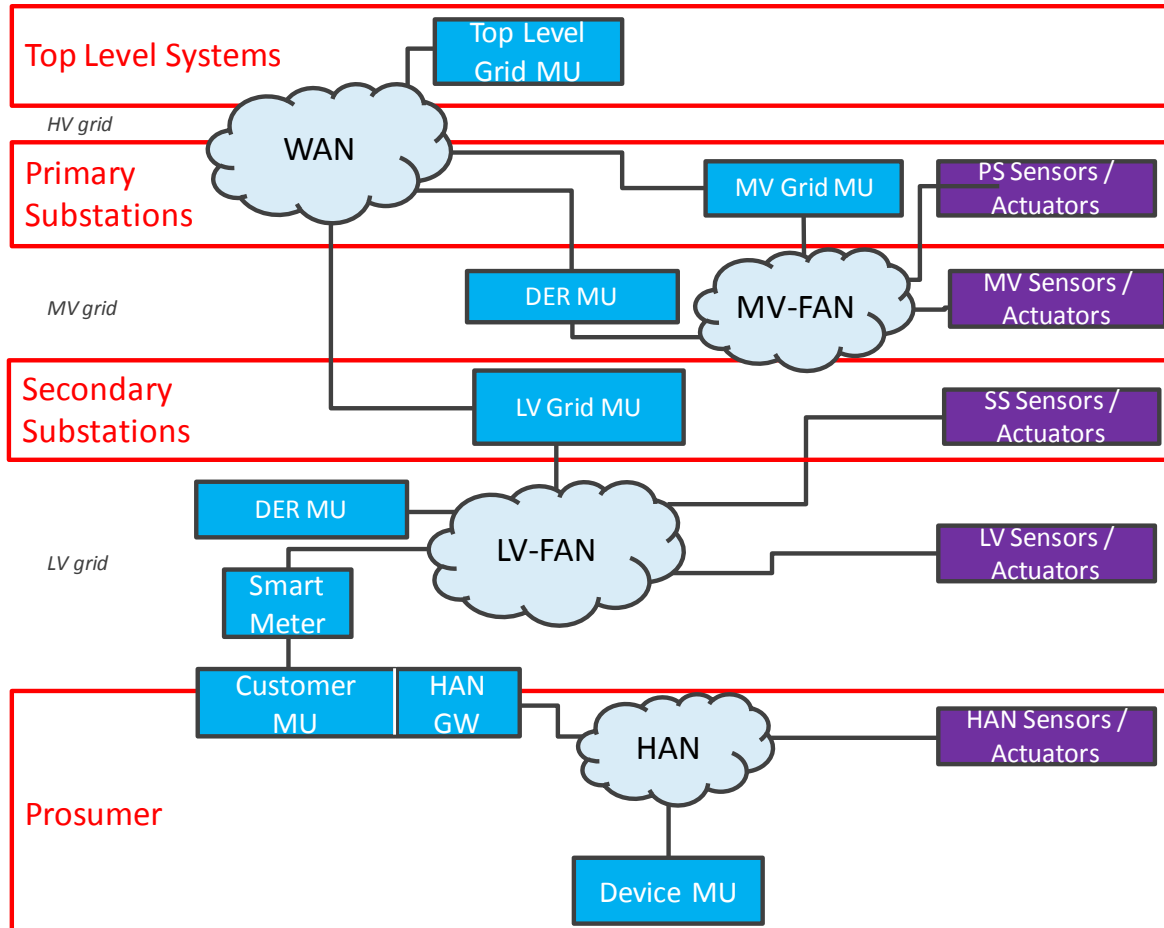 Top Level Systems
Top Level
Grid MU
HV grid
WAN
Primary
Substations
MV Grid MU
PS Sensors /
Actuators
MV grid
DER MU
MV-FAN
MV Sensors /
Actuators
Secondary
Substations
LV Grid MU
SS Sensors /
Actuators
DER MU
LV grid
LV-FAN
LV Sensors /
Actuators
Smart
Meter
Customer
MU
HAN
GW
HAN
HAN Sensors /
Actuators
Prosumer
Device MU